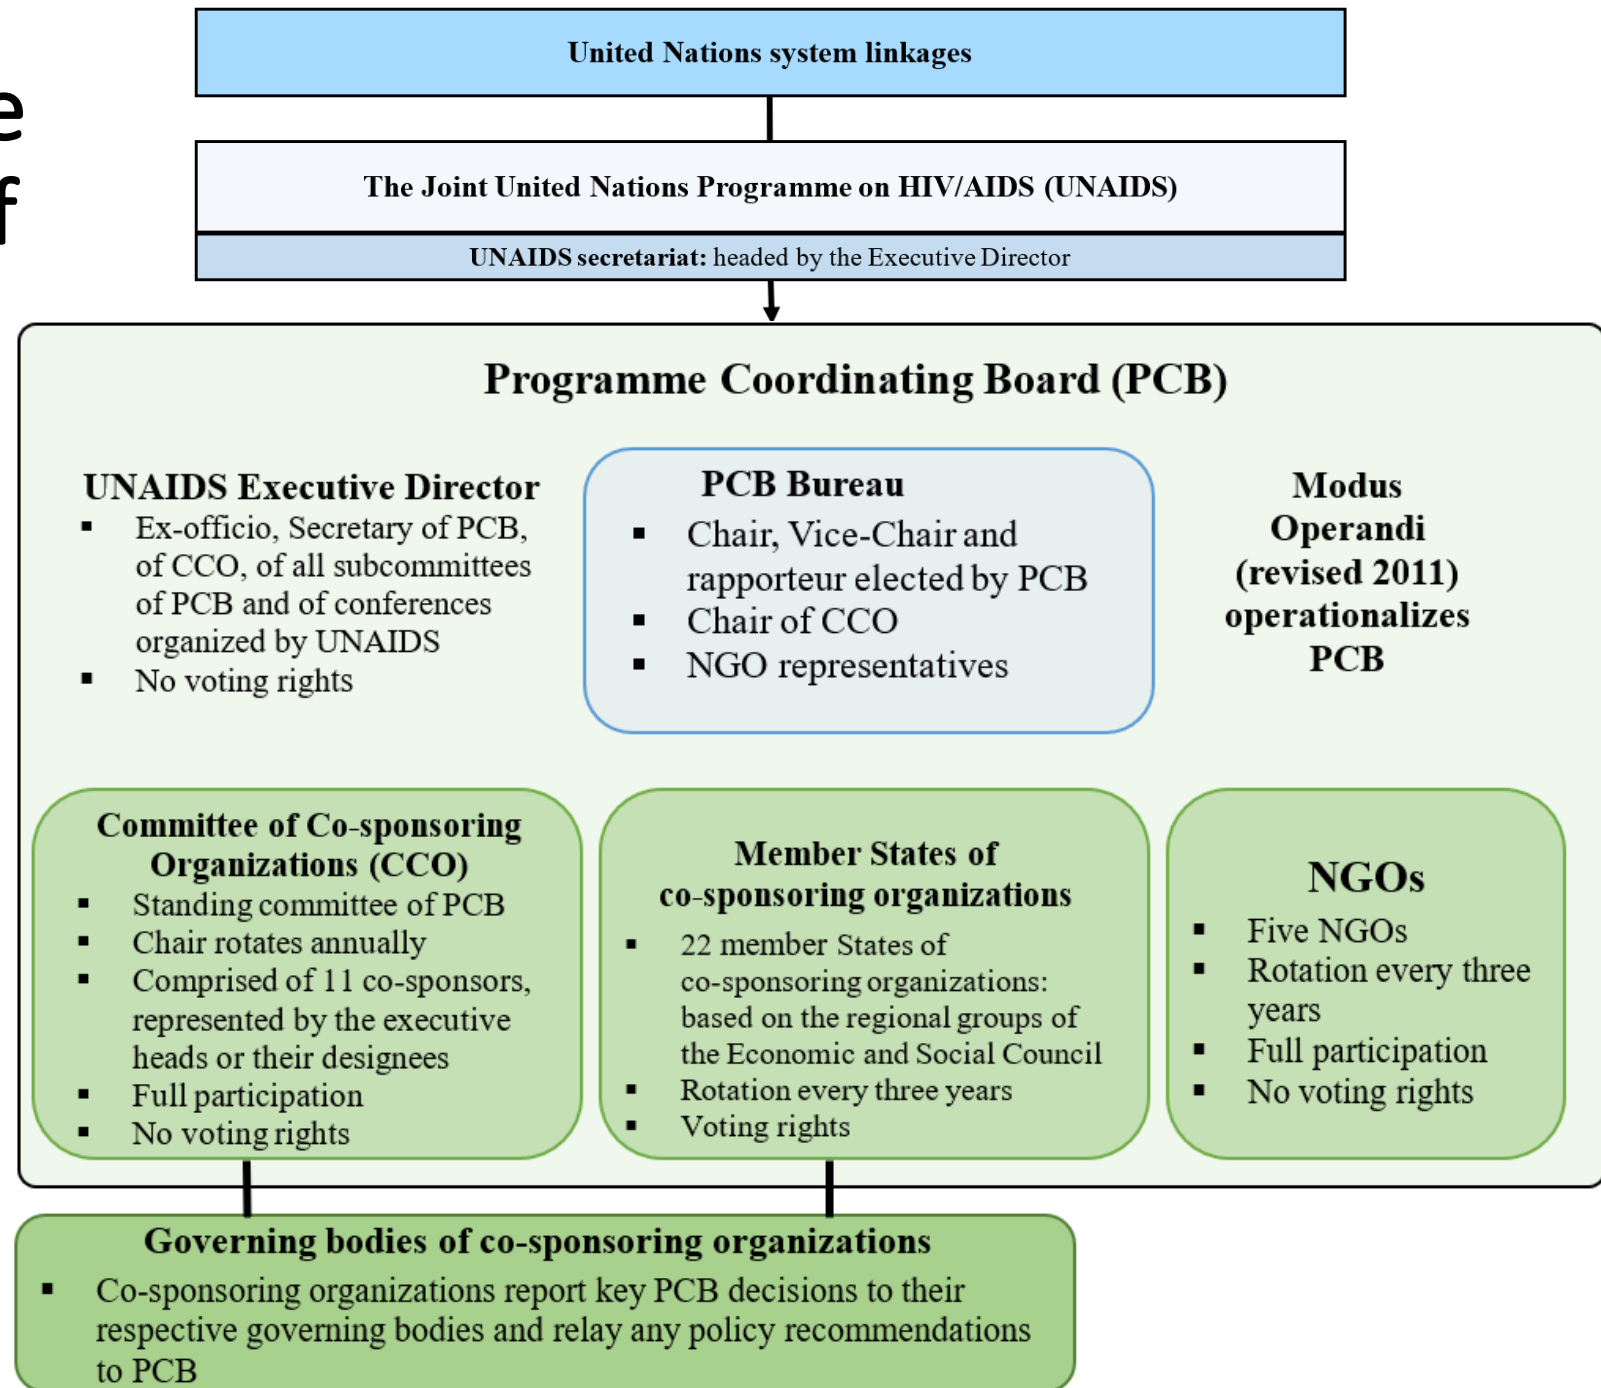 e
f
United Nations system linkages
The Joint United Nations Programme on HIV/AIDS (UNAIDS)
UNAIDS secretariat: headed by the Executive Director
Programme Coordinating Board (PCB)
UNAIDS Executive Director
▪ Ex-officio, Secretary of PCB,
of CCO, of all subcommittees
of PCB and of conferences
organized by UNAIDS
▪ No voting rights
PCB Bureau
▪ Chair, Vice-Chair and
rapporteur elected by PCB
▪ Chair of CCO
▪ NGO representatives
Modus
Operandi
(revised 2011)
operationalizes
PCB
Committee of Co-sponsoring
Organizations (CCO)
▪ Standing committee of PCB
▪ Chair rotates annually
▪ Comprised of 11 co-sponsors,
represented by the executive
heads or their designees
▪ Full participation
▪ No voting rights
Member States of
co-sponsoring organizations
▪ 22 member States of
co-sponsoring organizations:
based on the regional groups of
the Economic and Social Council
▪ Rotation every three years
▪ Voting rights
NGOs
▪ Five NGOs
▪ Rotation every three
years
▪ Full participation
▪ No voting rights
Governing bodies of co-sponsoring organizations
▪ Co-sponsoring organizations report key PCB decisions to their
respective governing bodies and relay any policy recommendations
to PCB